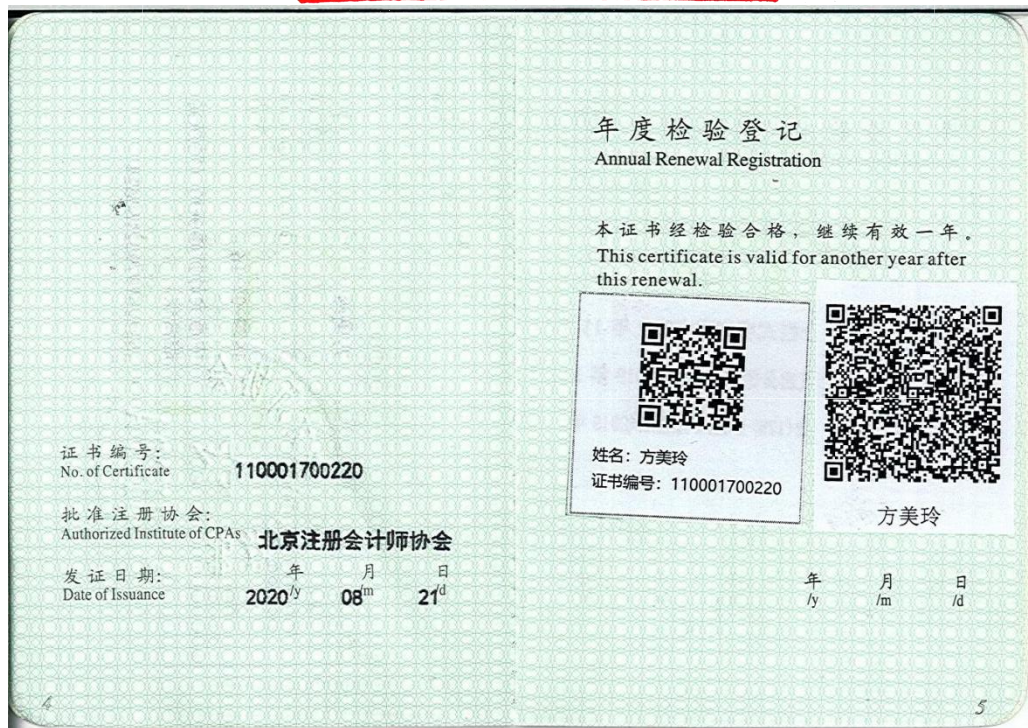 证书编号:
No. of Certificate
110001700220
批准注册协会:
Authorized Institute of CPAs
北京注册会计师协会
发证日期:
Date of Issuance
年 月 日
2020 /y 08 /m 21 /d
4
年度检验登记
Annual Renewal Registration
本证书经检验合格，继续有效一年。
This certificate is valid for another year after
this renewal.
姓名：方美玲
证书编号：110001700220
方美玲
年 月 日
/y /m /d
5